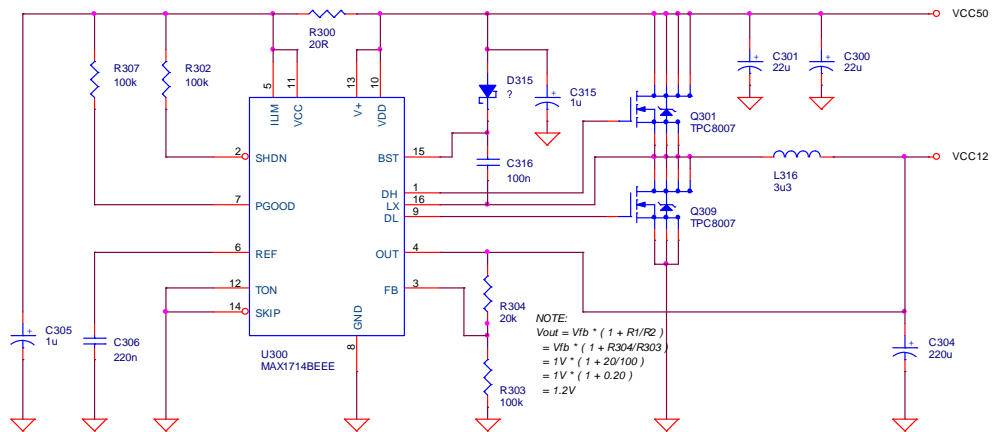 VCC50
R300
20R
R307
100k
R302
100k
5
11
13
10
ILIM
VCC
V+
VDD
D315
?
C315
1u
C301
22u
C300
22u
Q301
TPC8007
2
SHDN
BST
15
C316
100n
VCC12
L316
3u3
7
PGOOD
DH
1
LX
16
DL
9
Q309
TPC8007
6
REF
OUT
4
12
TON
FB
3
14
SKIP
GND
8
R304
20k
C305
1u
C306
220n
U300
MAX1714BEEE
R303
100k
NOTE:
Vout = Vfb * ( 1 + R1/R2 )
= Vfb * ( 1 + R304/R303 )
= 1V * ( 1 + 20/100 )
= 1V * ( 1 + 0.20 )
= 1.2V
C304
220u
+
+
+
+
+